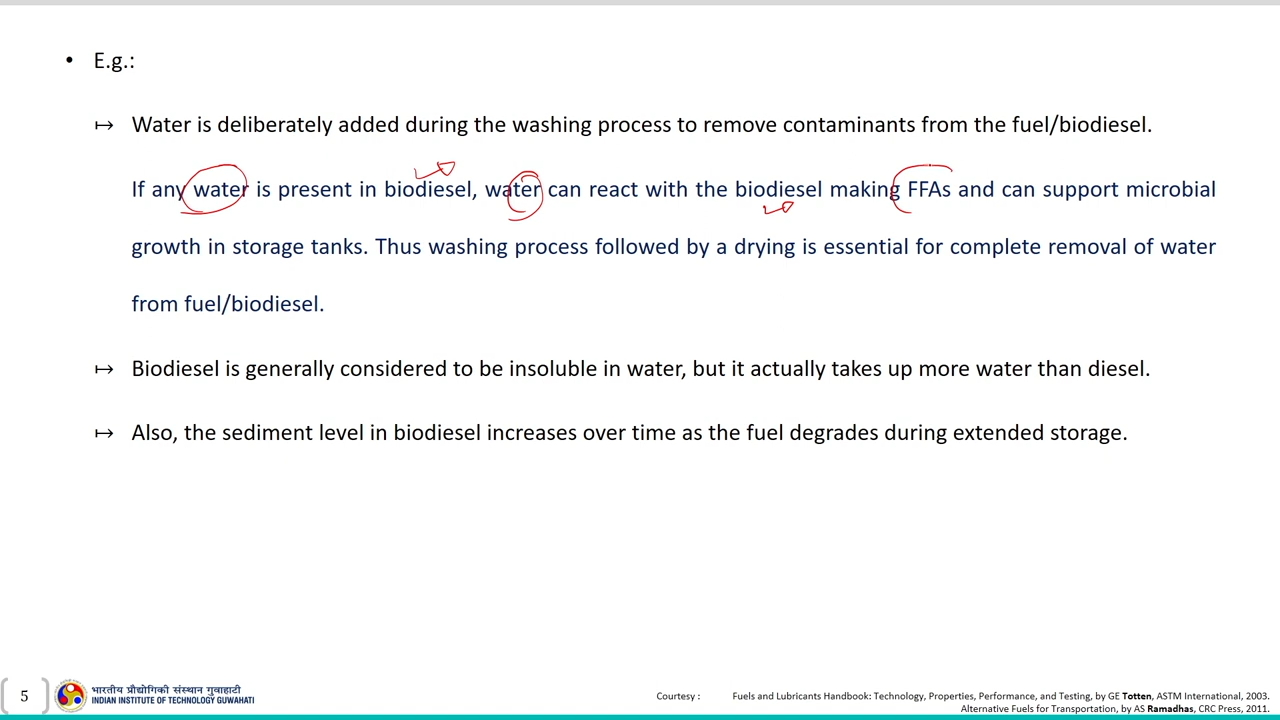 • E.g.:
↦ Water is deliberately added during the washing process to remove contaminants from the fuel/biodiesel.
If any water is present in biodiesel, water can react with the biodiesel making FFAs and can support microbial
growth in storage tanks. Thus washing process followed by a drying is essential for complete removal of water
from fuel/biodiesel.
↦ Biodiesel is generally considered to be insoluble in water, but it actually takes up more water than diesel.
↦ Also, the sediment level in biodiesel increases over time as the fuel degrades during extended storage.
5
भारतीय प्रौद्योगिकी संस्थान गुवाहाटी
INDIAN INSTITUTE OF TECHNOLOGY GUWAHATI
Courtesy : Fuels and Lubricants Handbook: Technology, Properties, Performance, and Testing, by GE Totten, ASTM International, 2003.
Alternative Fuels for Transportation, by AS Ramadhas, CRC Press, 2011.